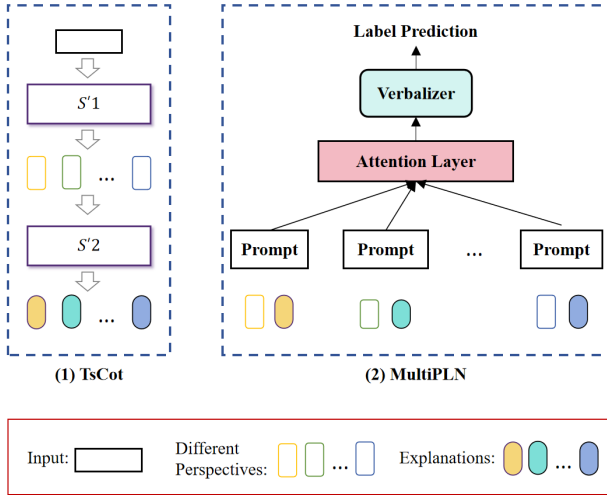 S'1
...
S'2
...
(1) TsCot
Label Prediction
Verbalizer
Attention Layer
Prompt Prompt ... Prompt
(2) MultiPLN
Input:
Different
Perspectives: ...
Explanations: ...